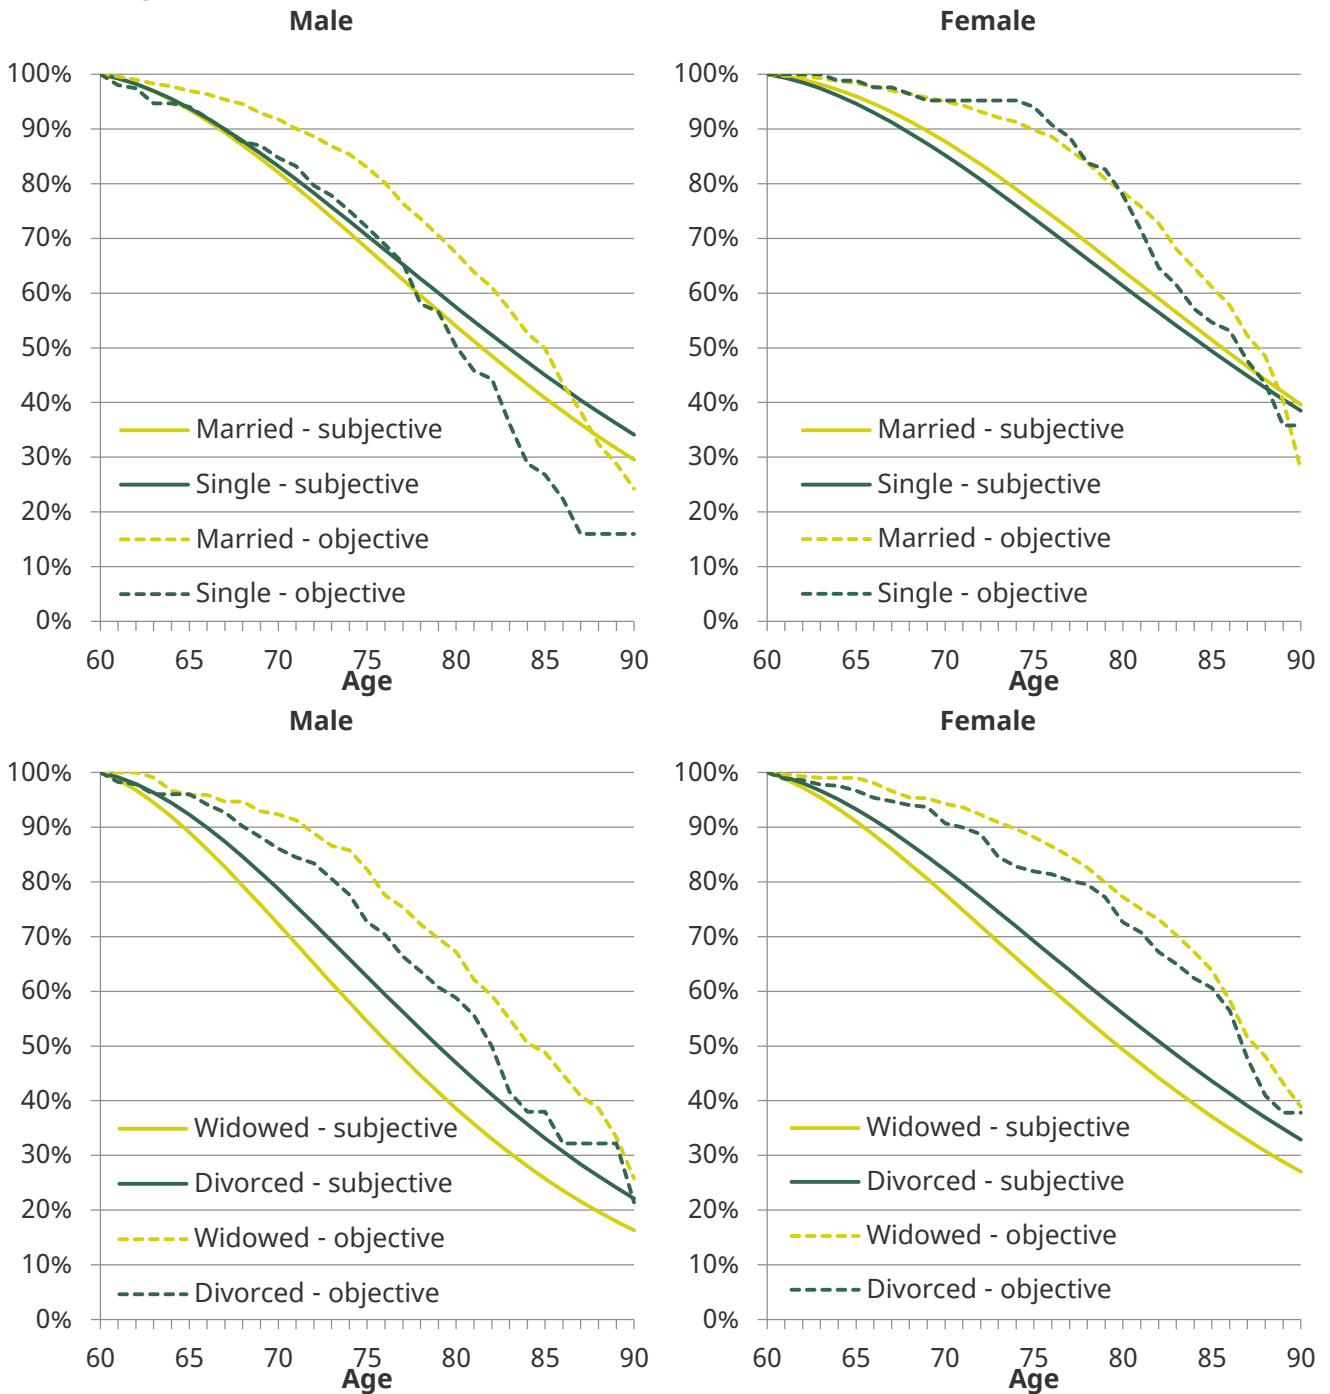 Male
100%
90%
80%
70%
60%
50%
40%
30%
20%
10%
0%
Married - subjective
Single - subjective
Married - objective
Single - objective
60 65 70 75 80 85 90
Age
Female
100%
90%
80%
70%
60%
50%
40%
30%
20%
10%
0%
Married - subjective
Single - subjective
Married - objective
Single - objective
60 65 70 75 80 85 90
Age
Male
100%
90%
80%
70%
60%
50%
40%
30%
20%
10%
0%
Widowed - subjective
Divorced - subjective
Widowed - objective
Divorced - objective
60 65 70 75 80 85 90
Age
Female
100%
90%
80%
70%
60%
50%
40%
30%
20%
10%
0%
Widowed - subjective
Divorced - subjective
Widowed - objective
Divorced - objective
60 65 70 75 80 85 90
Age